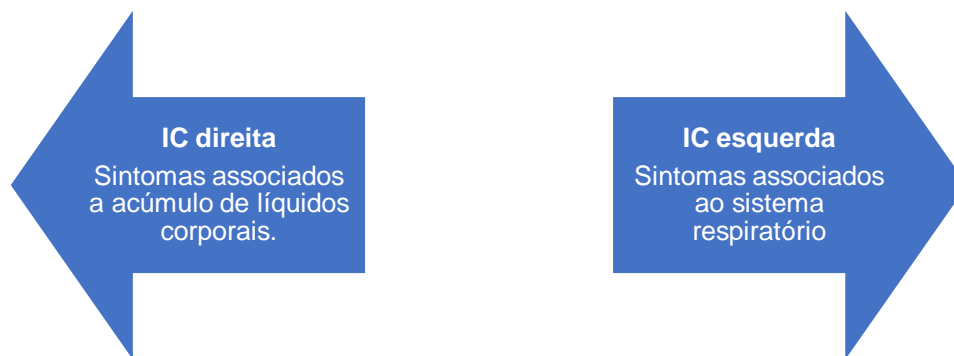 IC direita
Sintomas associados
a acúmulo de líquidos
corporais.
IC esquerda
Sintomas associados
ao sistema
respiratório